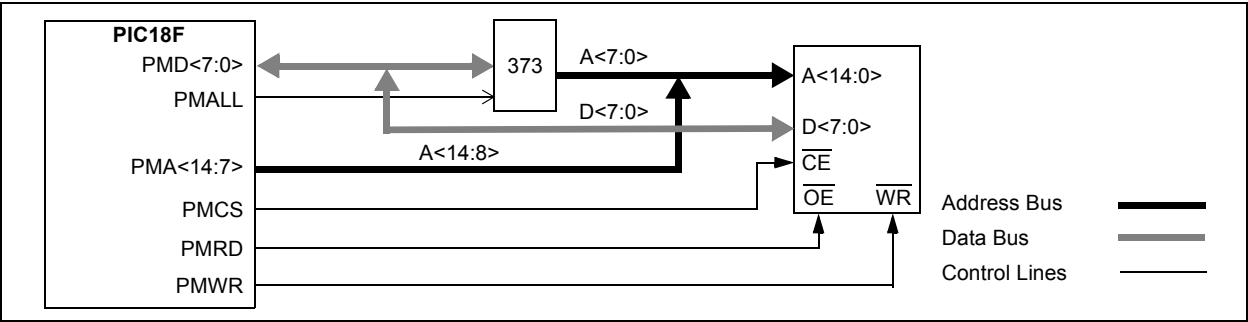 PIC18F
PMD<7:0>
373
A<7:0>
A<14:0>
PMALL
D<7:0>
D<7:0>
A<14:8>
PMA<14:7>
CE
OE WR
PMCS
Address Bus
PMRD
Data Bus
PMWR
Control Lines